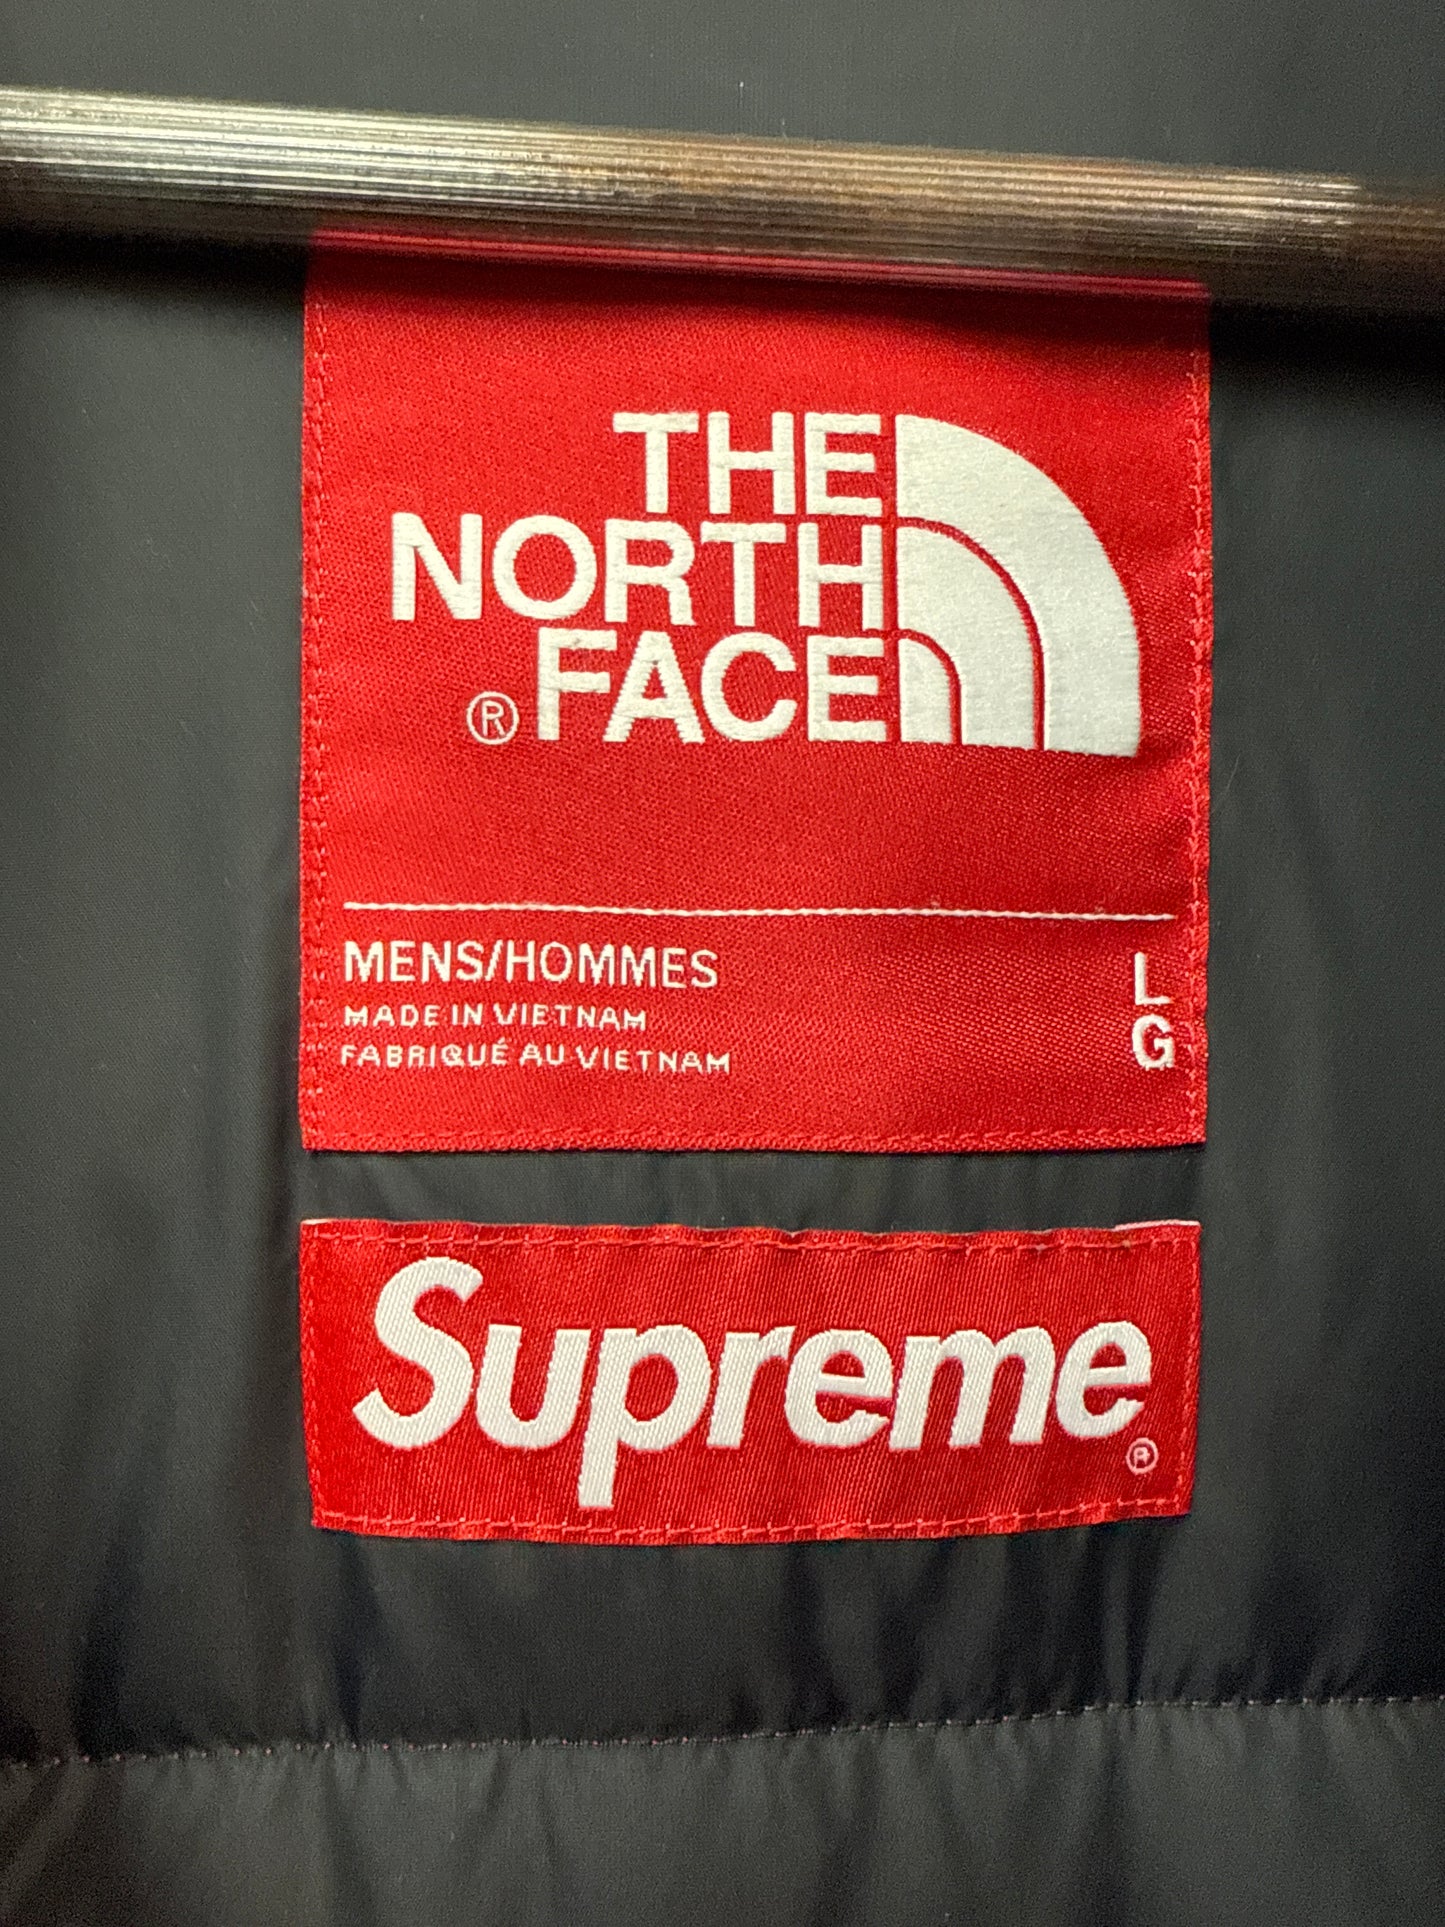 THE
NORTH
® FACE
MENS/HOMMES
MADE IN VIETNAM
FABRIQUÉ AU VIETNAM
L
G
Supreme
®